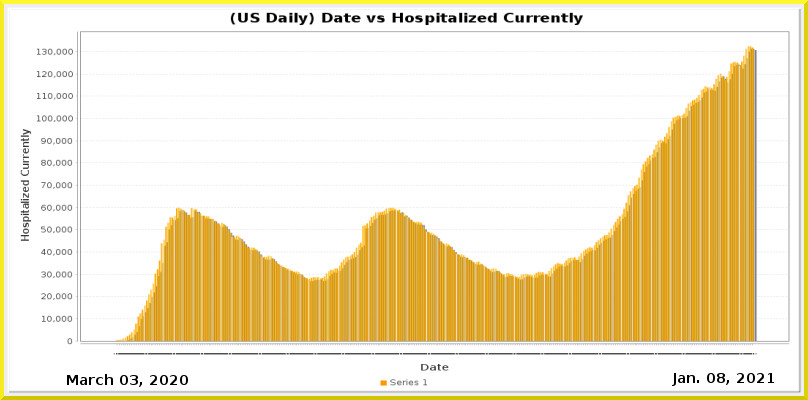 (US Daily) Date vs Hospitalized Currently
130,000
120,000
110,000
100,000
90,000
80,000
70,000
60,000
50,000
40,000
30,000
20,000
10,000
0
Hospitalized Currently
Date
March 03, 2020
Jan. 08, 2021
Series 1